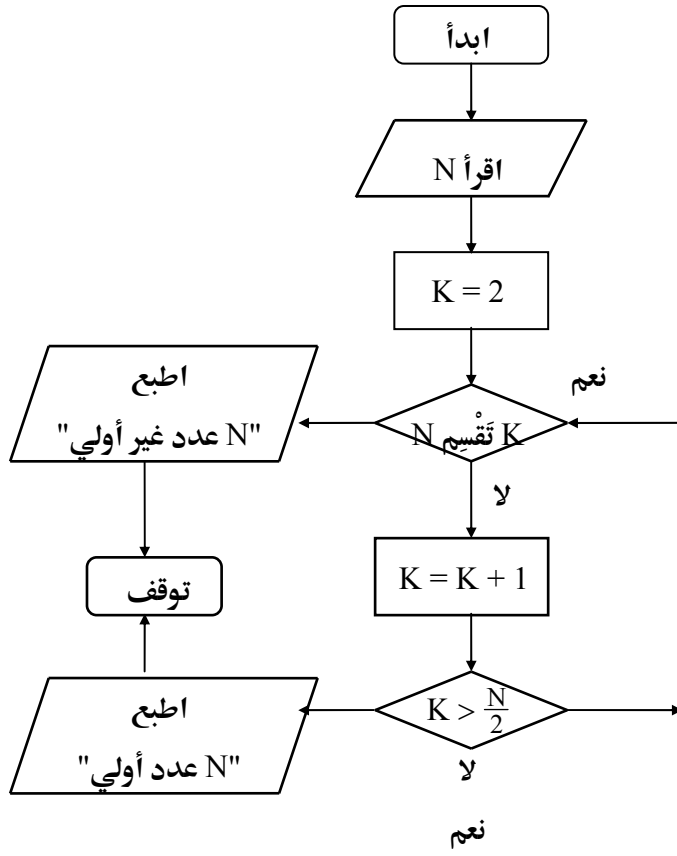 ابدأ
اقرأ N
K = 2
نعم
K تَقْسِم N
اطبع
"N عدد غير أولي"
لا
K = K + 1
توقف
K > N/2
اطبع
"N عدد أولي"
لا
نعم